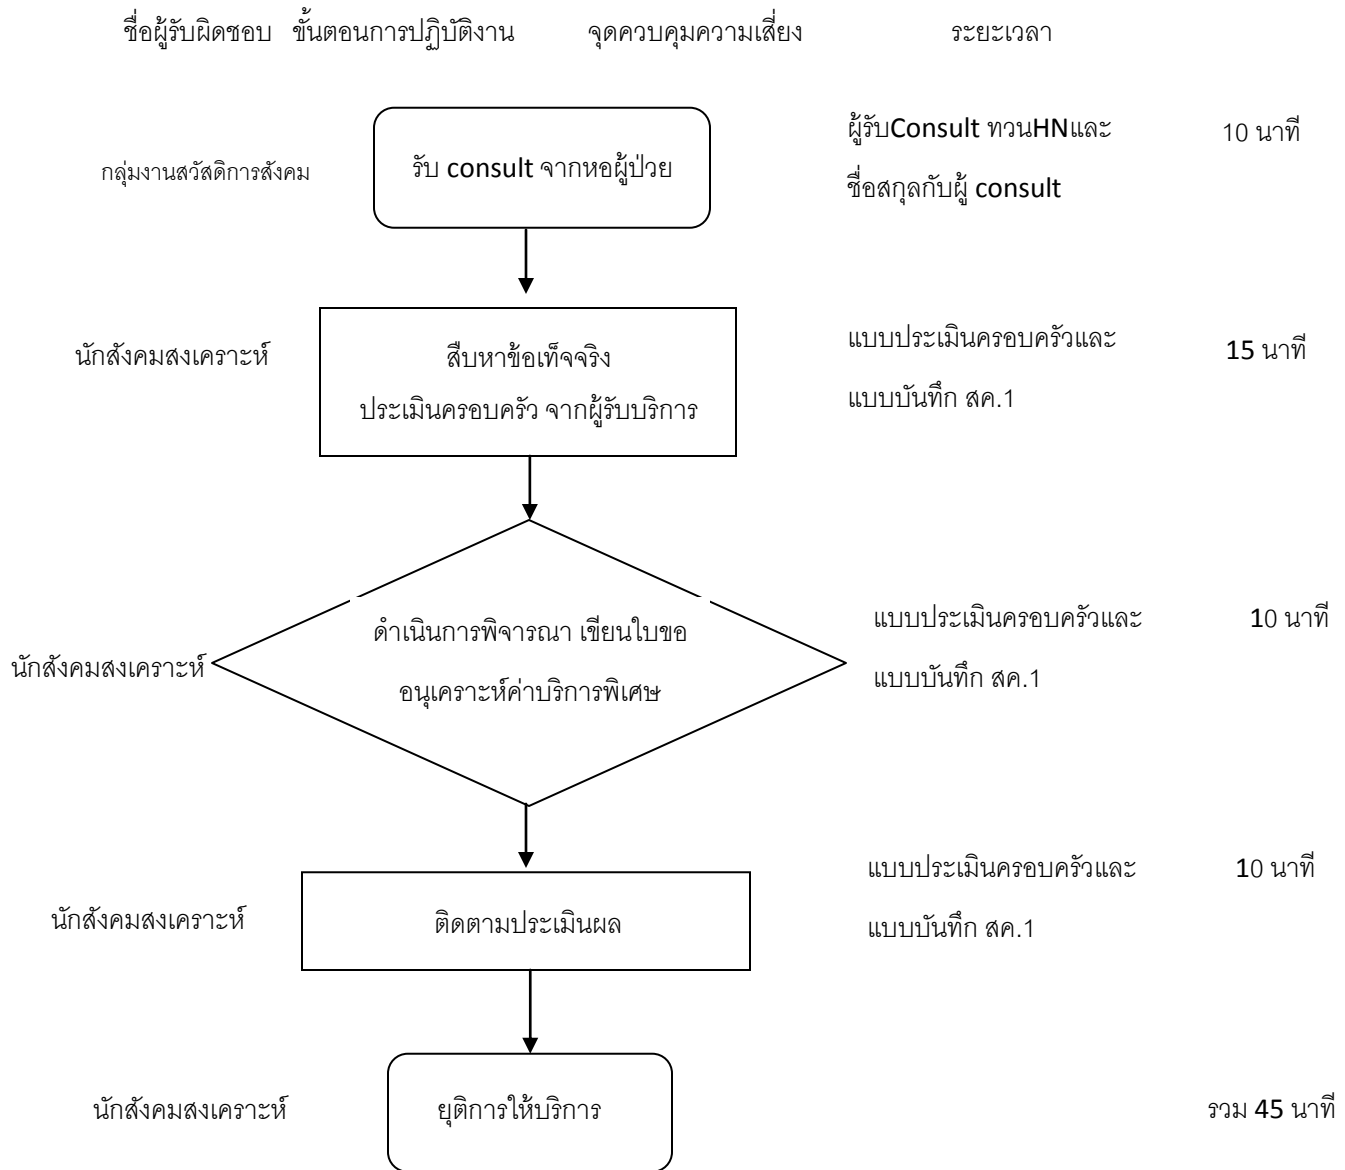 ชื่อผู้รับผิดชอบ ขั้นตอนการปฏิบัติงาน จุดควบคุมความเสี่ยง ระยะเวลา
กลุ่มงานสวัสดิการสังคม
รับ consult จากหอผู้ป่วย
ผู้รับConsult ทวนHNและ
ชื่อสกุลกับผู้ consult
10 นาที
นักสังคมสงเคราะห์
สืบหาข้อเท็จจริง
ประเมินครอบครัว จากผู้รับบริการ
แบบประเมินครอบครัวและ
แบบบันทึก สค.1
15 นาที
นักสังคมสงเคราะห์
ดำเนินการพิจารณา เขียนใบขอ
อนุเคราะห์ค่าบริการพิเศษ
แบบประเมินครอบครัวและ
แบบบันทึก สค.1
10 นาที
นักสังคมสงเคราะห์
ติดตามประเมินผล
แบบประเมินครอบครัวและ
แบบบันทึก สค.1
10 นาที
นักสังคมสงเคราะห์
ยุติการให้บริการ
รวม 45 นาที